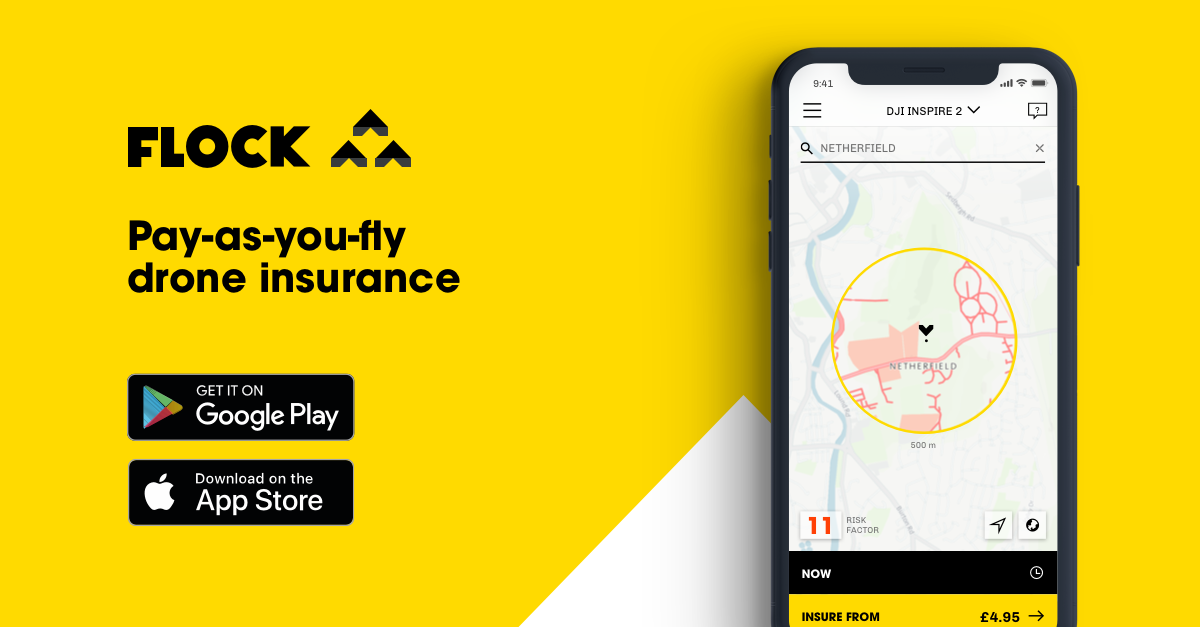 FLOCK
Pay-as-you-fly
drone insurance
GET IT ON
Google Play
Download on the
App Store
9:41
DJI INSPIRE 2
?
NETHERFIELD
NETHERFIELD
500 m
11
RISK
FACTOR
NOW
INSURE FROM
£4.95